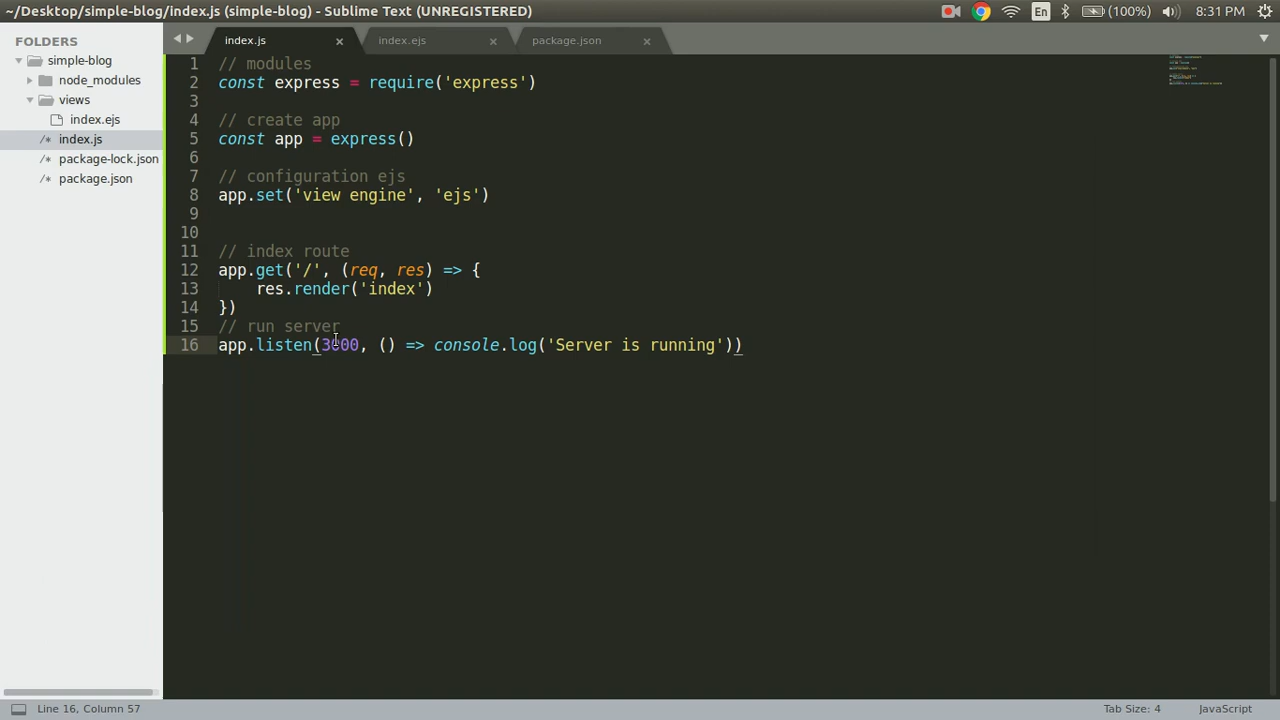 ~/Desktop/simple-blog/index.js (simple-blog) - Sublime Text (UNREGISTERED)
En
(100%)
8:31 PM
FOLDERS
simple-blog
node_modules
views
index.ejs
/* index.js
/* package-lock.json
/* package.json
index.js
index.ejs
package.json
1 // modules
2 const express = require('express')
3
4 // create app
5 const app = express()
6
7 // configuration ejs
8 app.set('view engine', 'ejs')
9
10
11 // index route
12 app.get('/', (req, res) => {
13 res.render('index')
14 })
15 // run server
16 app.listen(3000, () => console.log('Server is running'))
Line 16, Column 57
Tab Size: 4
JavaScript